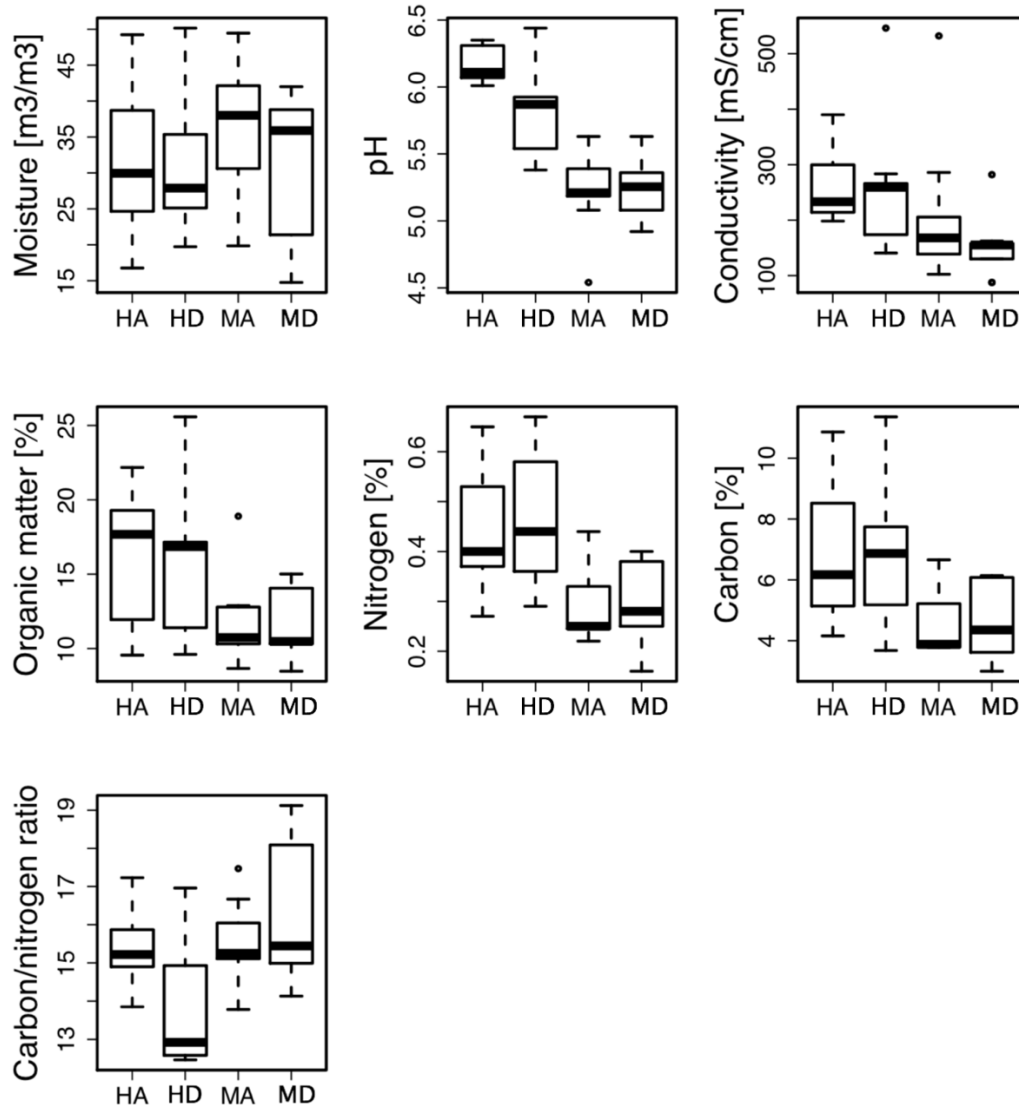 Moisture [m3/m3]
45
35
25
15
HA HD MA MD
pH
6.5
6.0
5.5
5.0
4.5
HA HD MA MD
Conductivity [mS/cm]
500
300
100
HA HD MA MD
Organic matter [%]
25
20
15
10
HA HD MA MD
Nitrogen [%]
0.6
0.4
0.2
HA HD MA MD
Carbon [%]
10
8
6
4
HA HD MA MD
Carbon/nitrogen ratio
19
17
15
13
HA HD MA MD